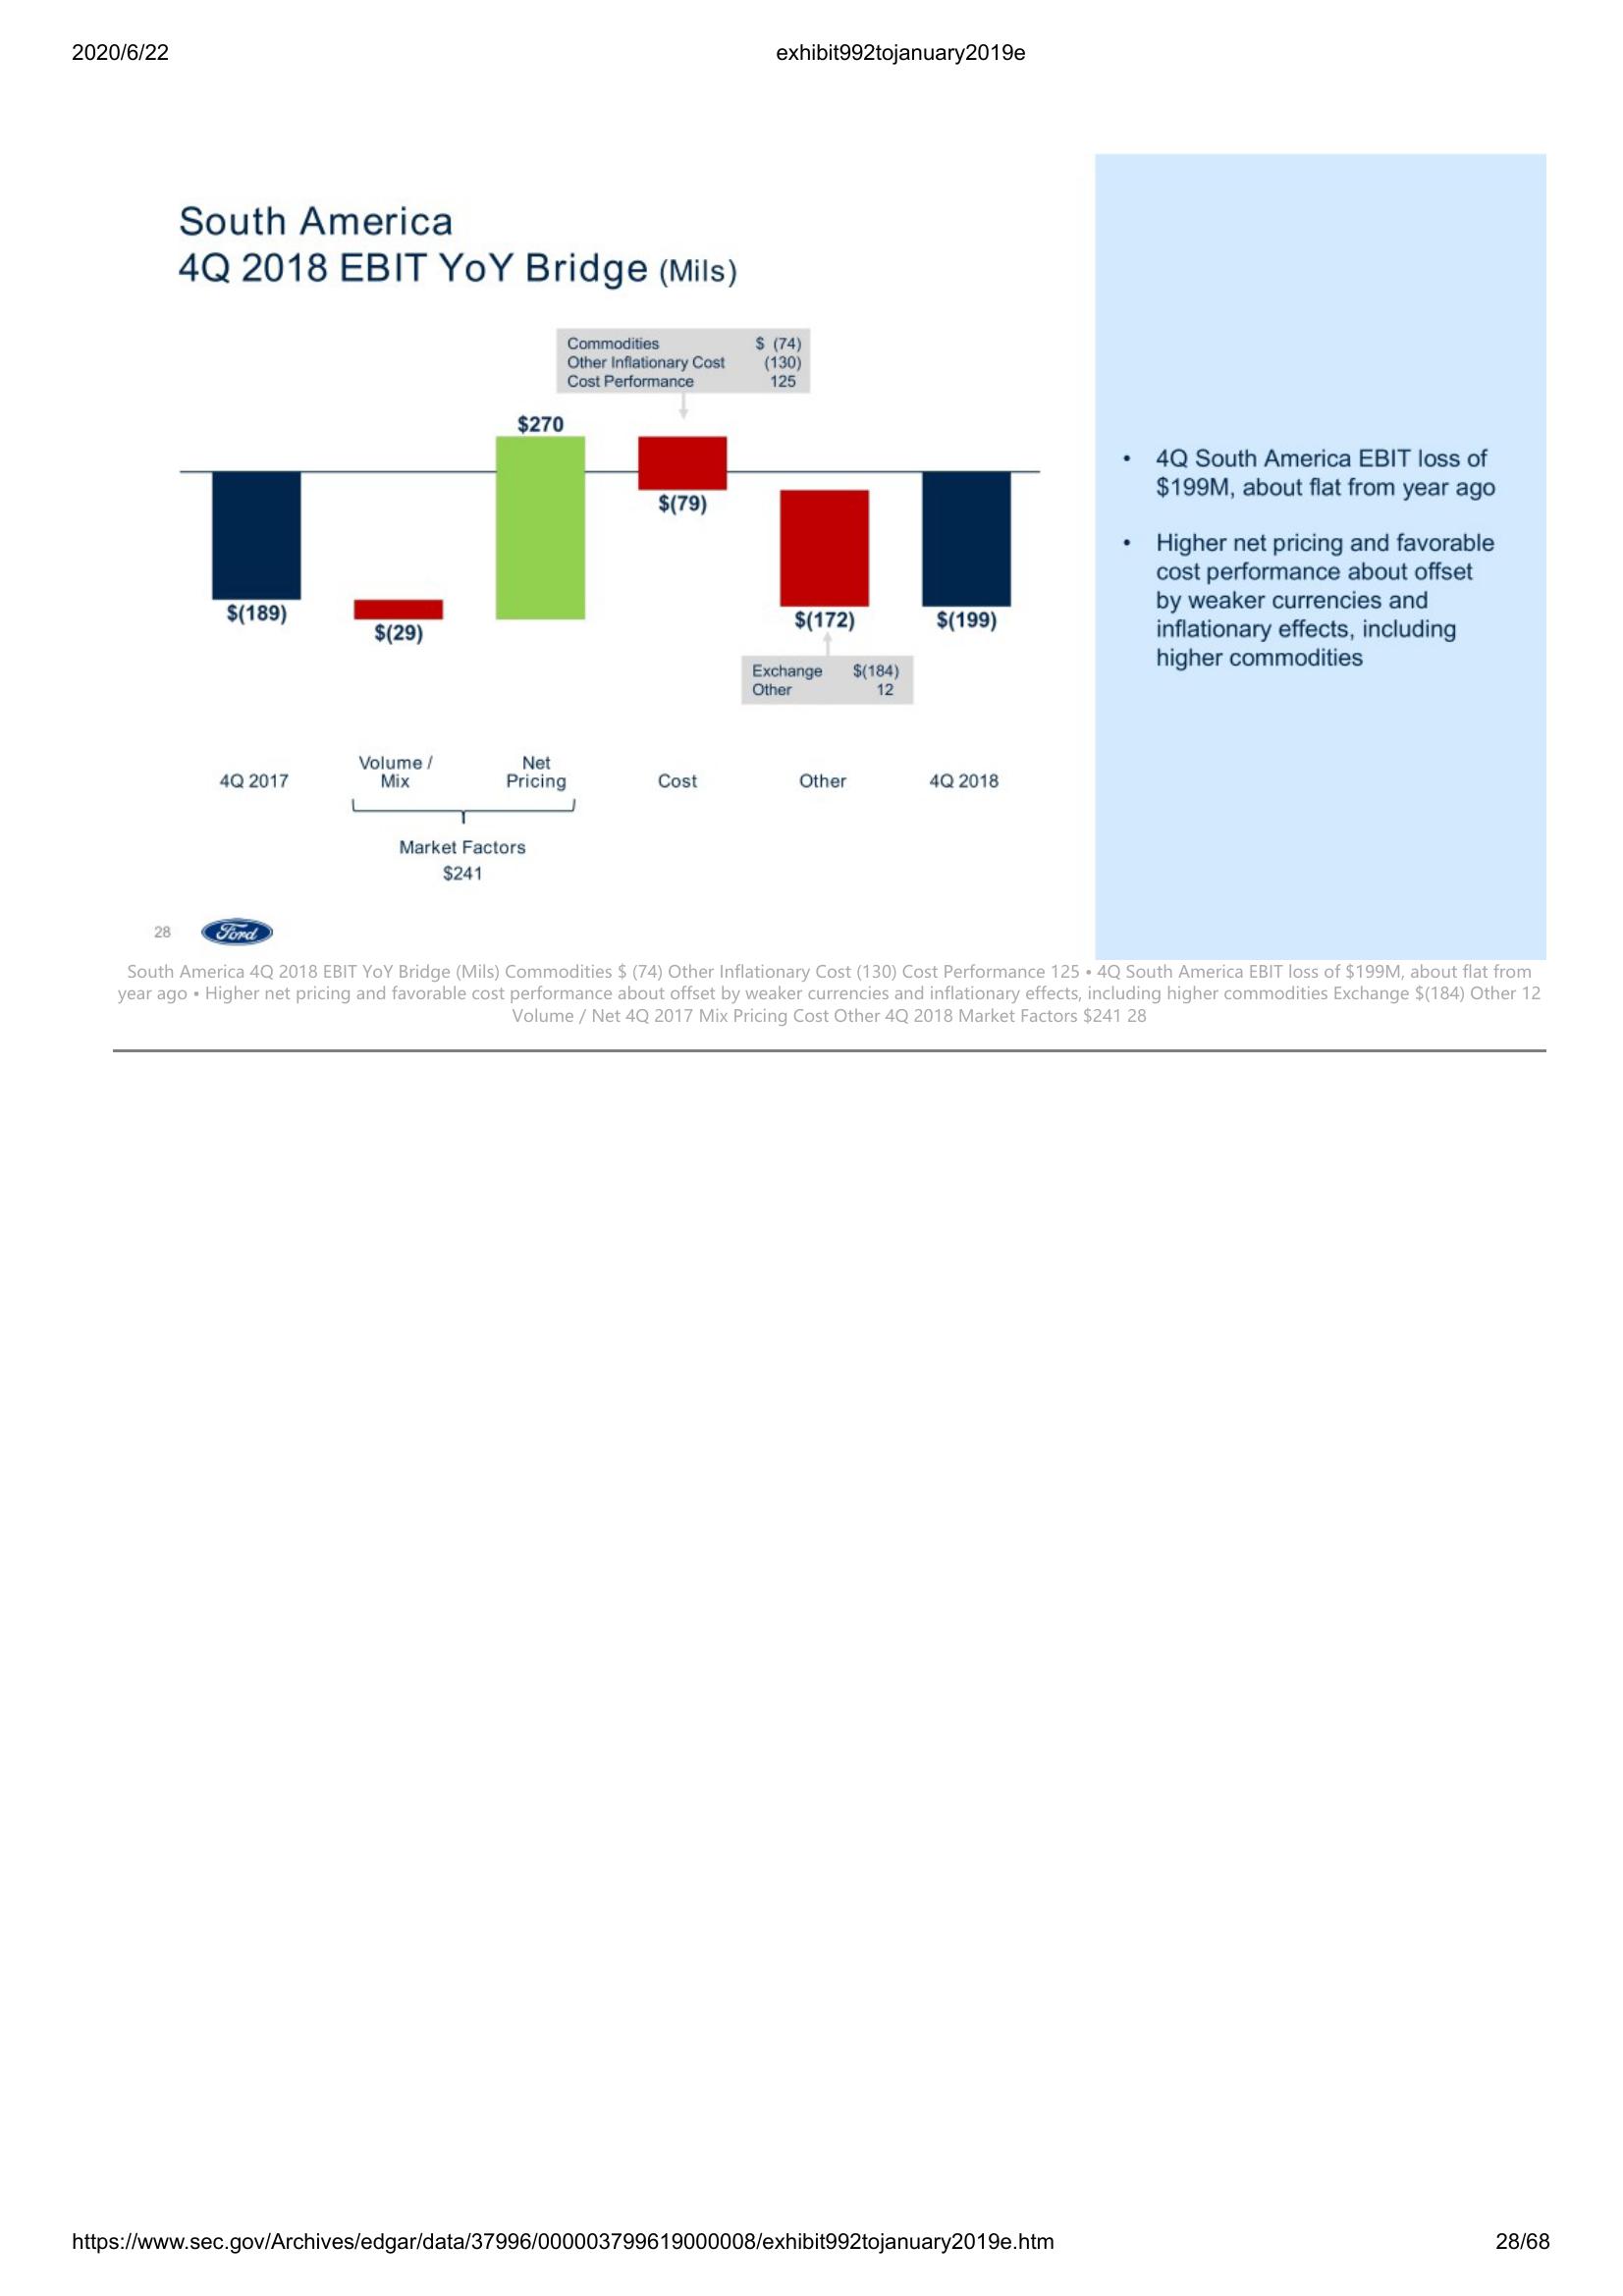 2020/6/22 exhibit992tojanuary2019e
South America
4Q 2018 EBIT YoY Bridge (Mils)
Commodities $ (74)
Other Inflationary Cost (130)
Cost Performance 125
$270
$(79)
$(189)
$(29)
$(172)
$(199)
Exchange $(184)
Other 12
4Q 2017
Volume /
Mix
Net
Pricing
Cost
Other
4Q 2018
Market Factors
$241
• 4Q South America EBIT loss of
$199M, about flat from year ago
• Higher net pricing and favorable
cost performance about offset
by weaker currencies and
inflationary effects, including
higher commodities
28 Ford
South America 4Q 2018 EBIT YoY Bridge (Mils) Commodities $ (74) Other Inflationary Cost (130) Cost Performance 125 • 4Q South America EBIT loss of $199M, about flat from
year ago • Higher net pricing and favorable cost performance about offset by weaker currencies and inflationary effects, including higher commodities Exchange $(184) Other 12
Volume / Net 4Q 2017 Mix Pricing Cost Other 4Q 2018 Market Factors $241 28
https://www.sec.gov/Archives/edgar/data/37996/000003799619000008/exhibit992tojanuary2019e.htm 28/68